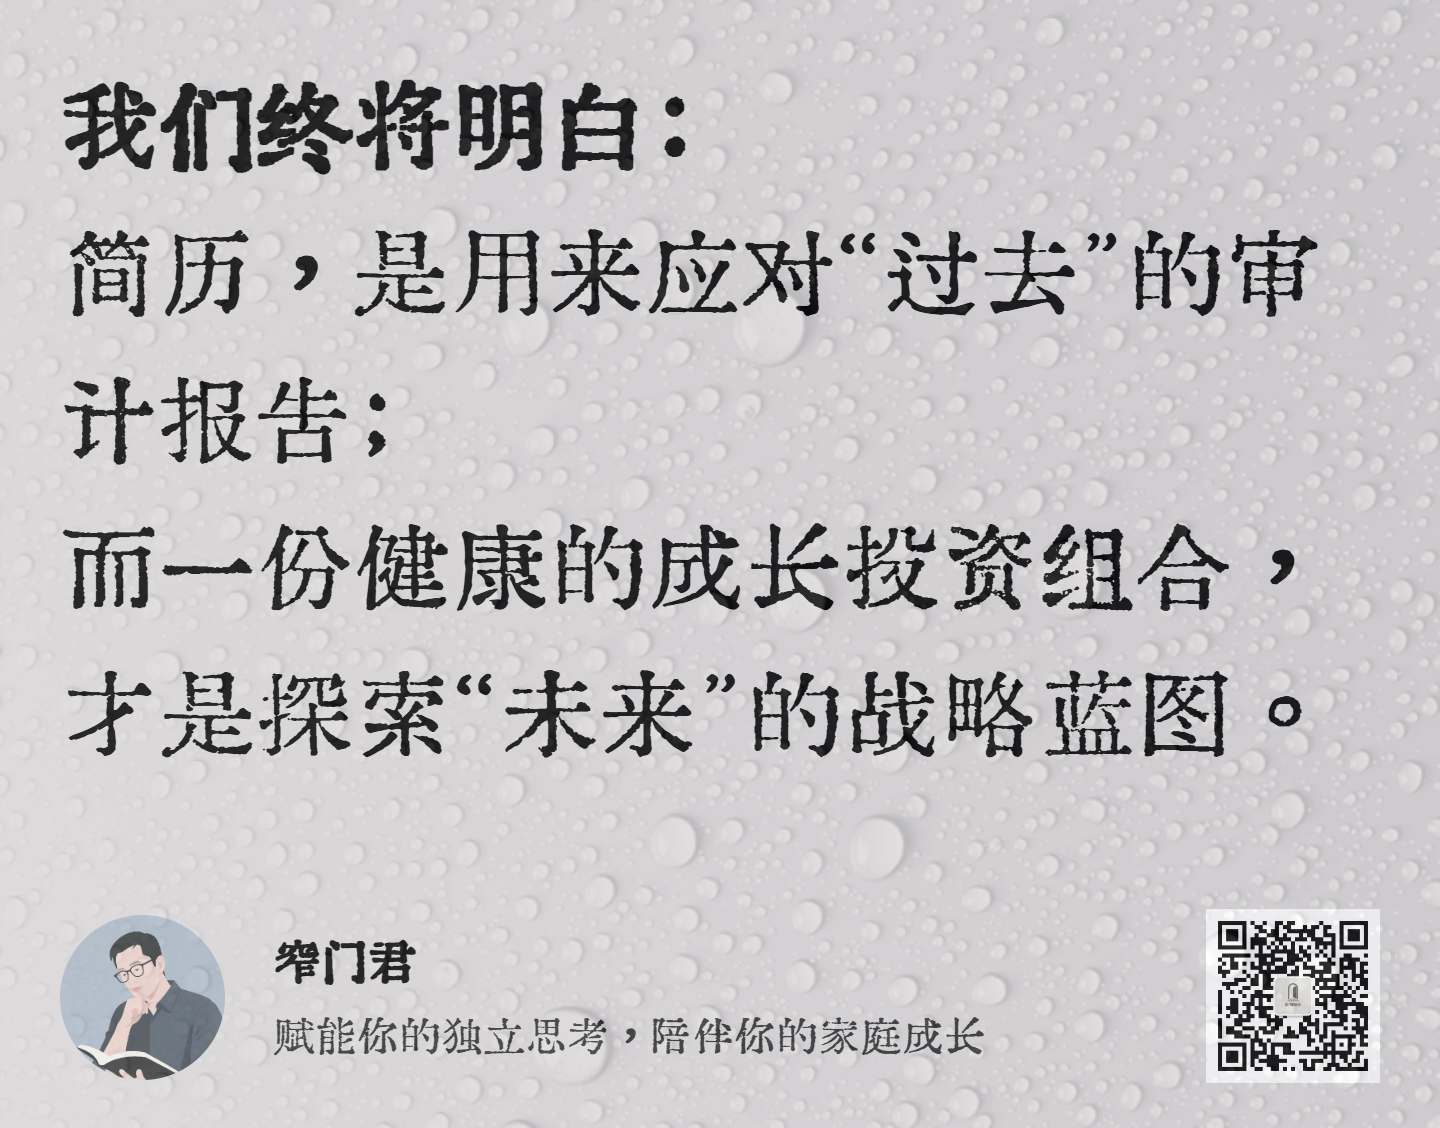 我们终将明白：
简历，是用来应对“过去”的审
计报告；
而一份健康的成长投资组合，
才是探索“未来”的战略蓝图。
窄门君
赋能你的独立思考，陪伴你的家庭成长